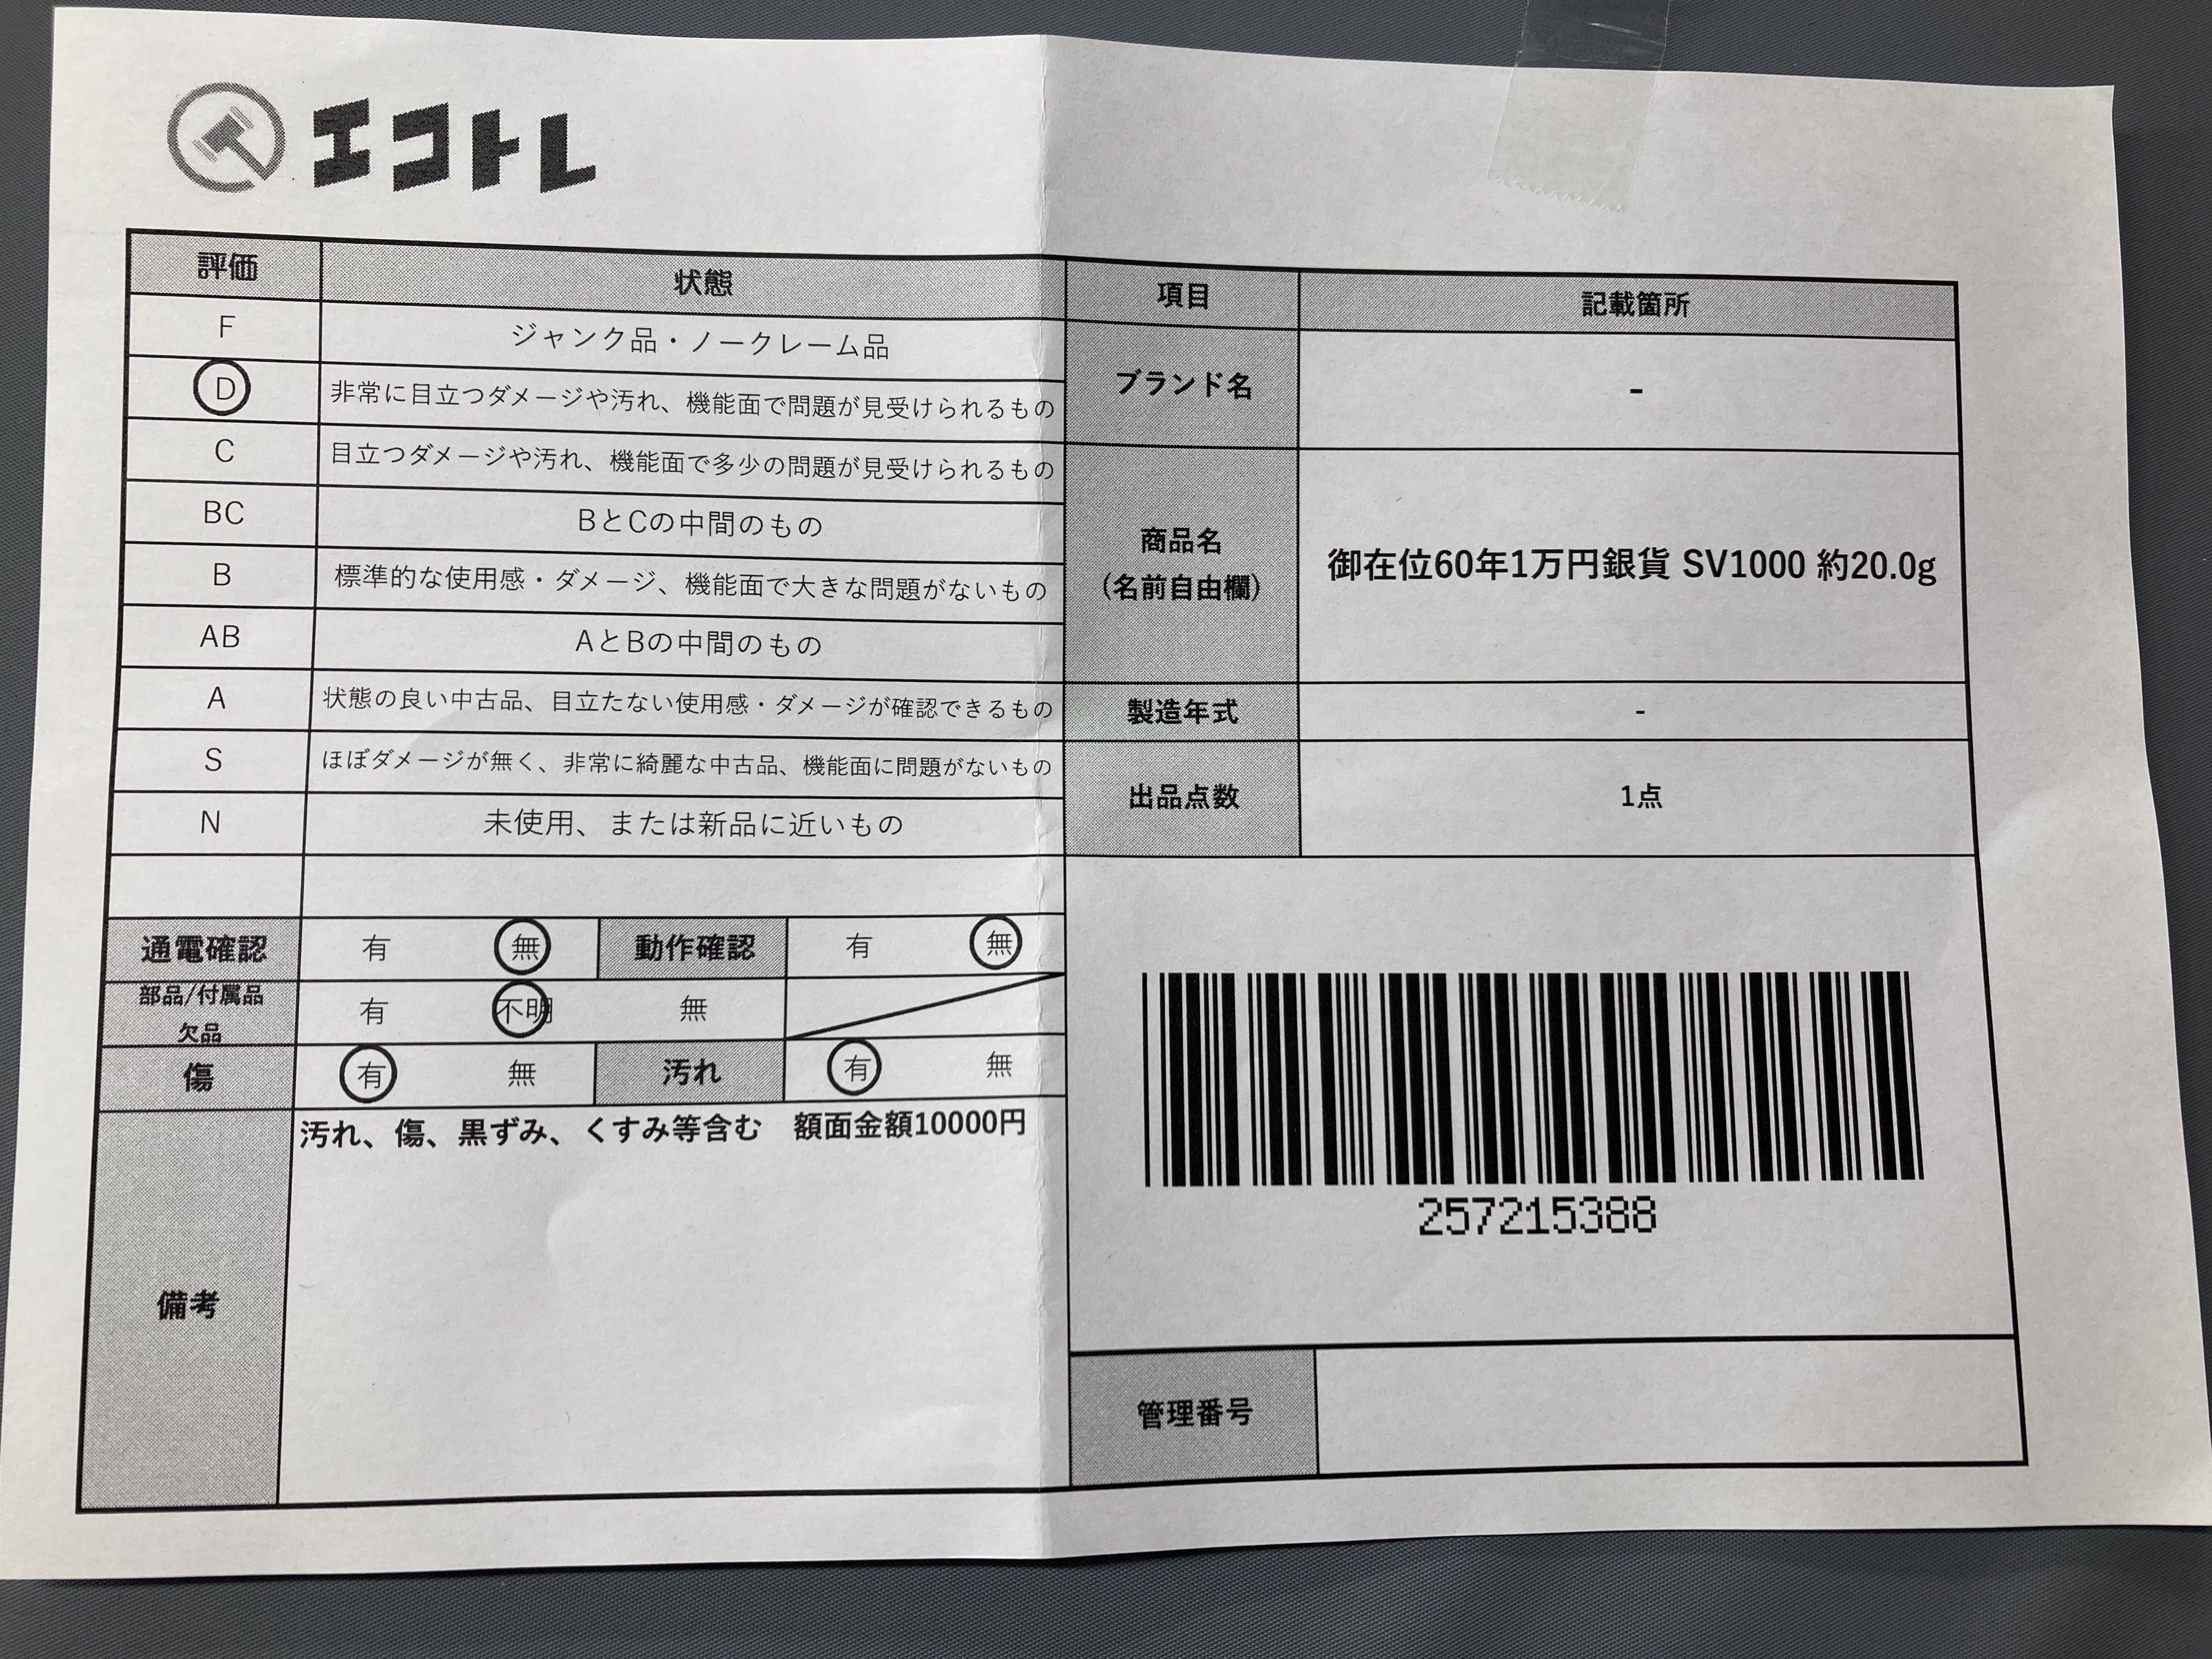 エコトレ
評価 状態
F ジャンク品・ノークレーム品
D 非常に目立つダメージや汚れ、機能面で問題が見受けられるもの
C 目立つダメージや汚れ、機能面で多少の問題が見受けられるもの
BC BとCの中間のもの
B 標準的な使用感・ダメージ、機能面で大きな問題がないもの
AB AとBの中間のもの
A 状態の良い中古品、目立たない使用感・ダメージが確認できるもの
S ほぼダメージが無く、非常に綺麗な中古品、機能面に問題がないもの
N 未使用、または新品に近いもの
通電確認 有 無 動作確認 有 無
部品/付属品
欠品 有 不明 無
傷 有 無 汚れ 有 無
備考 汚れ、傷、黒ずみ、くすみ等含む 額面金額10000円
項目 記載箇所
ブランド名 -
商品名
(名前自由欄) 御在位60年1万円銀貨 SV1000 約20.0g
製造年式 -
出品点数 1点
257215388
管理番号